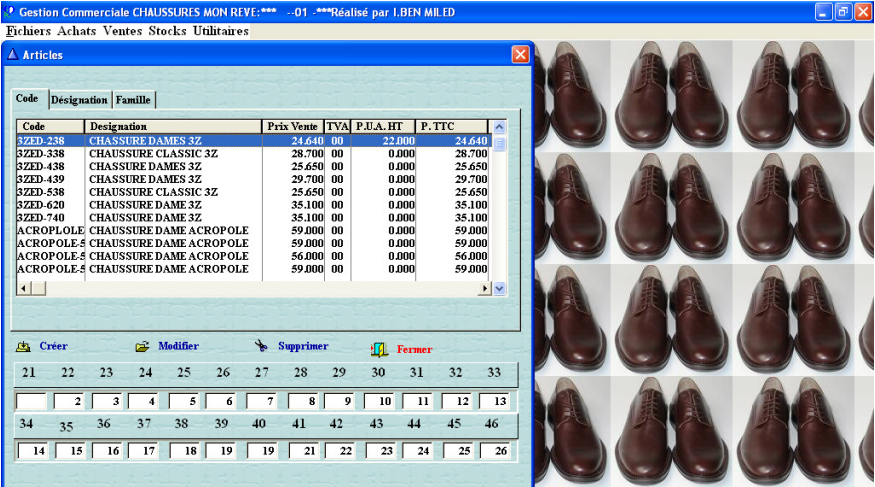 Gestion Commerciale CHAUSSURES MON REVE:*** --01 -***Réalisé par I.BEN MILED
Fichiers Achats Ventes Stocks Utilitaires
Articles
Code Désignation Famille
Code Designation Prix Vente TVA P.U.A. HT P. TTC
3ZED-238 CHASSURE DAMES 3Z 24.640 00 22.000 24.640
3ZED-338 CHAUSSURE CLASSIC 3Z 28.700 00 0.000 28.700
3ZED-438 CHAUSSURE DAMES 3Z 25.650 00 0.000 25.650
3ZED-439 CHAUSSURE DAMES 3Z 29.700 00 0.000 29.700
3ZED-538 CHAUSSURE CLASSIC 3Z 25.650 00 0.000 25.650
3ZED-620 CHAUSSURE DAME 3Z 35.100 00 0.000 35.100
3ZED-740 CHAUSSURE DAME 3Z 35.100 00 0.000 35.100
ACROPLOLE CHAUSSURE DAME ACROPOLE 59.000 00 0.000 59.000
ACROPOLE-5 CHAUSSURE DAME ACROPOLE 59.000 00 0.000 59.000
ACROPOLE-5 CHAUSSURE DAME ACROPOLE 56.000 00 0.000 56.000
ACROPOLE-5 CHAUSSURE DAME ACROPOLE 59.000 00 0.000 59.000
Créer Modifier Supprimer Fermer
21 22 23 24 25 26 27 28 29 30 31 32 33
2 3 4 5 6 7 8 9 10 11 12 13
34 35 36 37 38 39 40 41 42 43 44 45 46
14 15 16 17 18 19 19 21 22 23 24 25 26